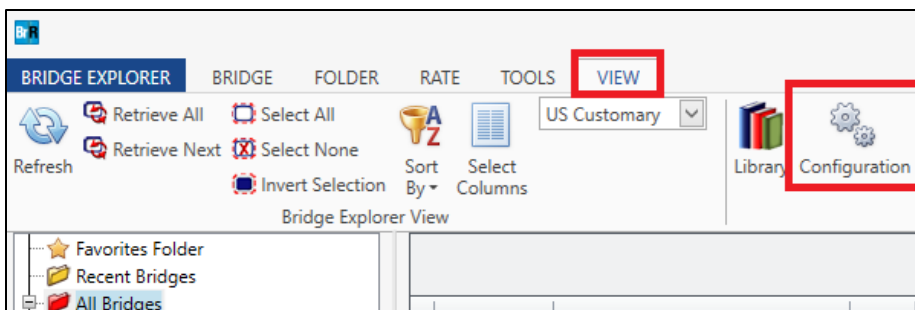 BrR
BRIDGE EXPLORER BRIDGE FOLDER RATE TOOLS VIEW
Refresh
Retrieve All
Retrieve Next
Select All
Select None
Invert Selection
Sort By
Select Columns
US Customary
Library
Configuration
Bridge Explorer View
Favorites Folder
Recent Bridges
All Bridges